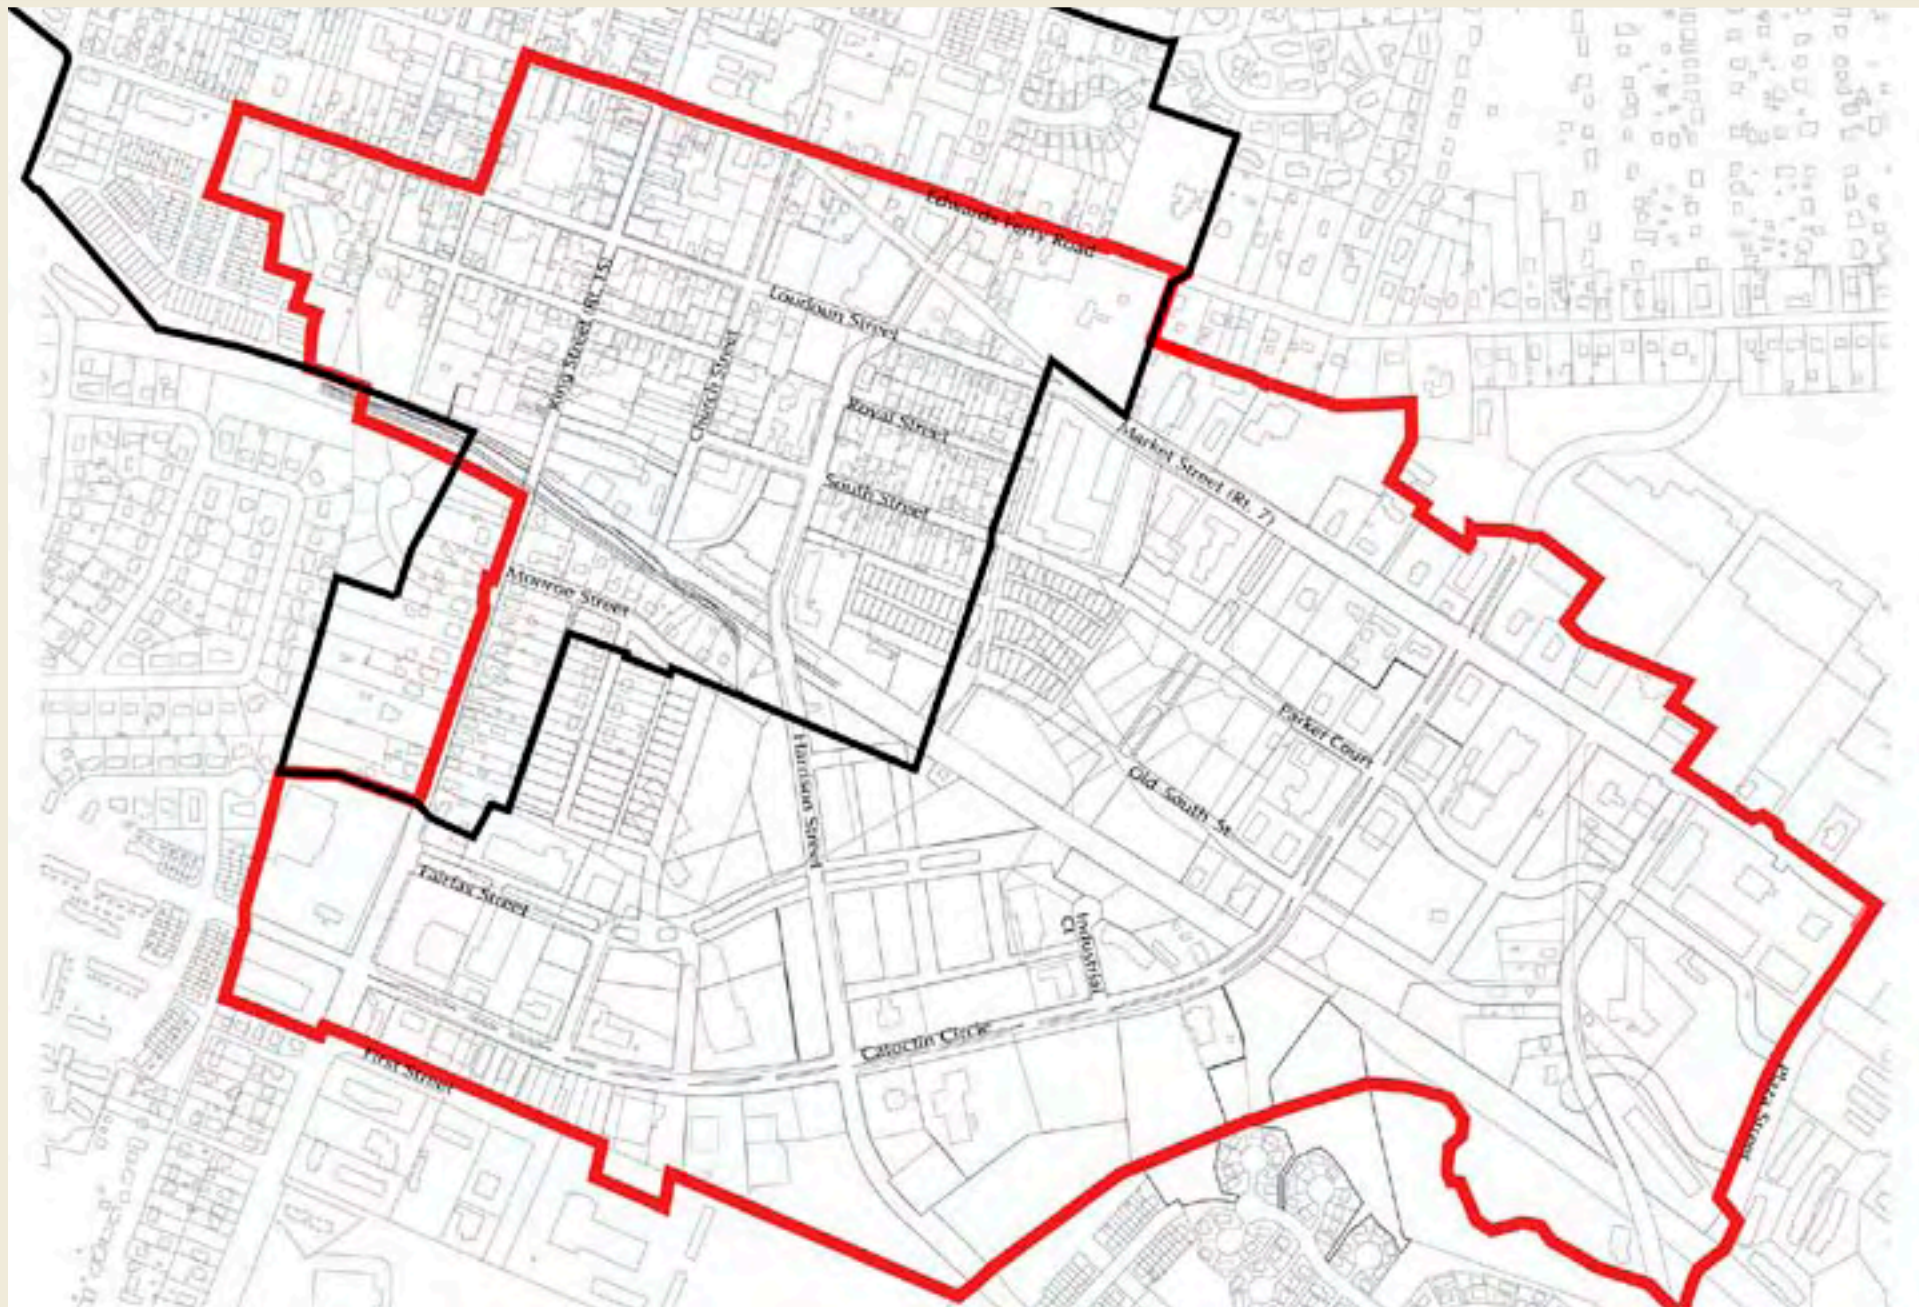 Edwards Ferry Road
Loudoun Street
King Street (Rt. 15)
Church Street
Royal Street
Market Street (Rt. 7)
South Street
Monroe Street
Parker Court
Harrison Street
Old South St.
Fairfax Street
Industrial
Ct
Catoctin Circle
First Street
Plaza Street